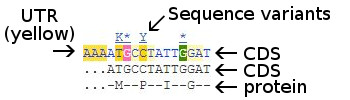 UTR
(yellow)
Sequence variants
K* Y *
AAAATGCCTATTGGAT CDS
...ATGCCTATTGGAT CDS
...-M--P--I--G-- protein